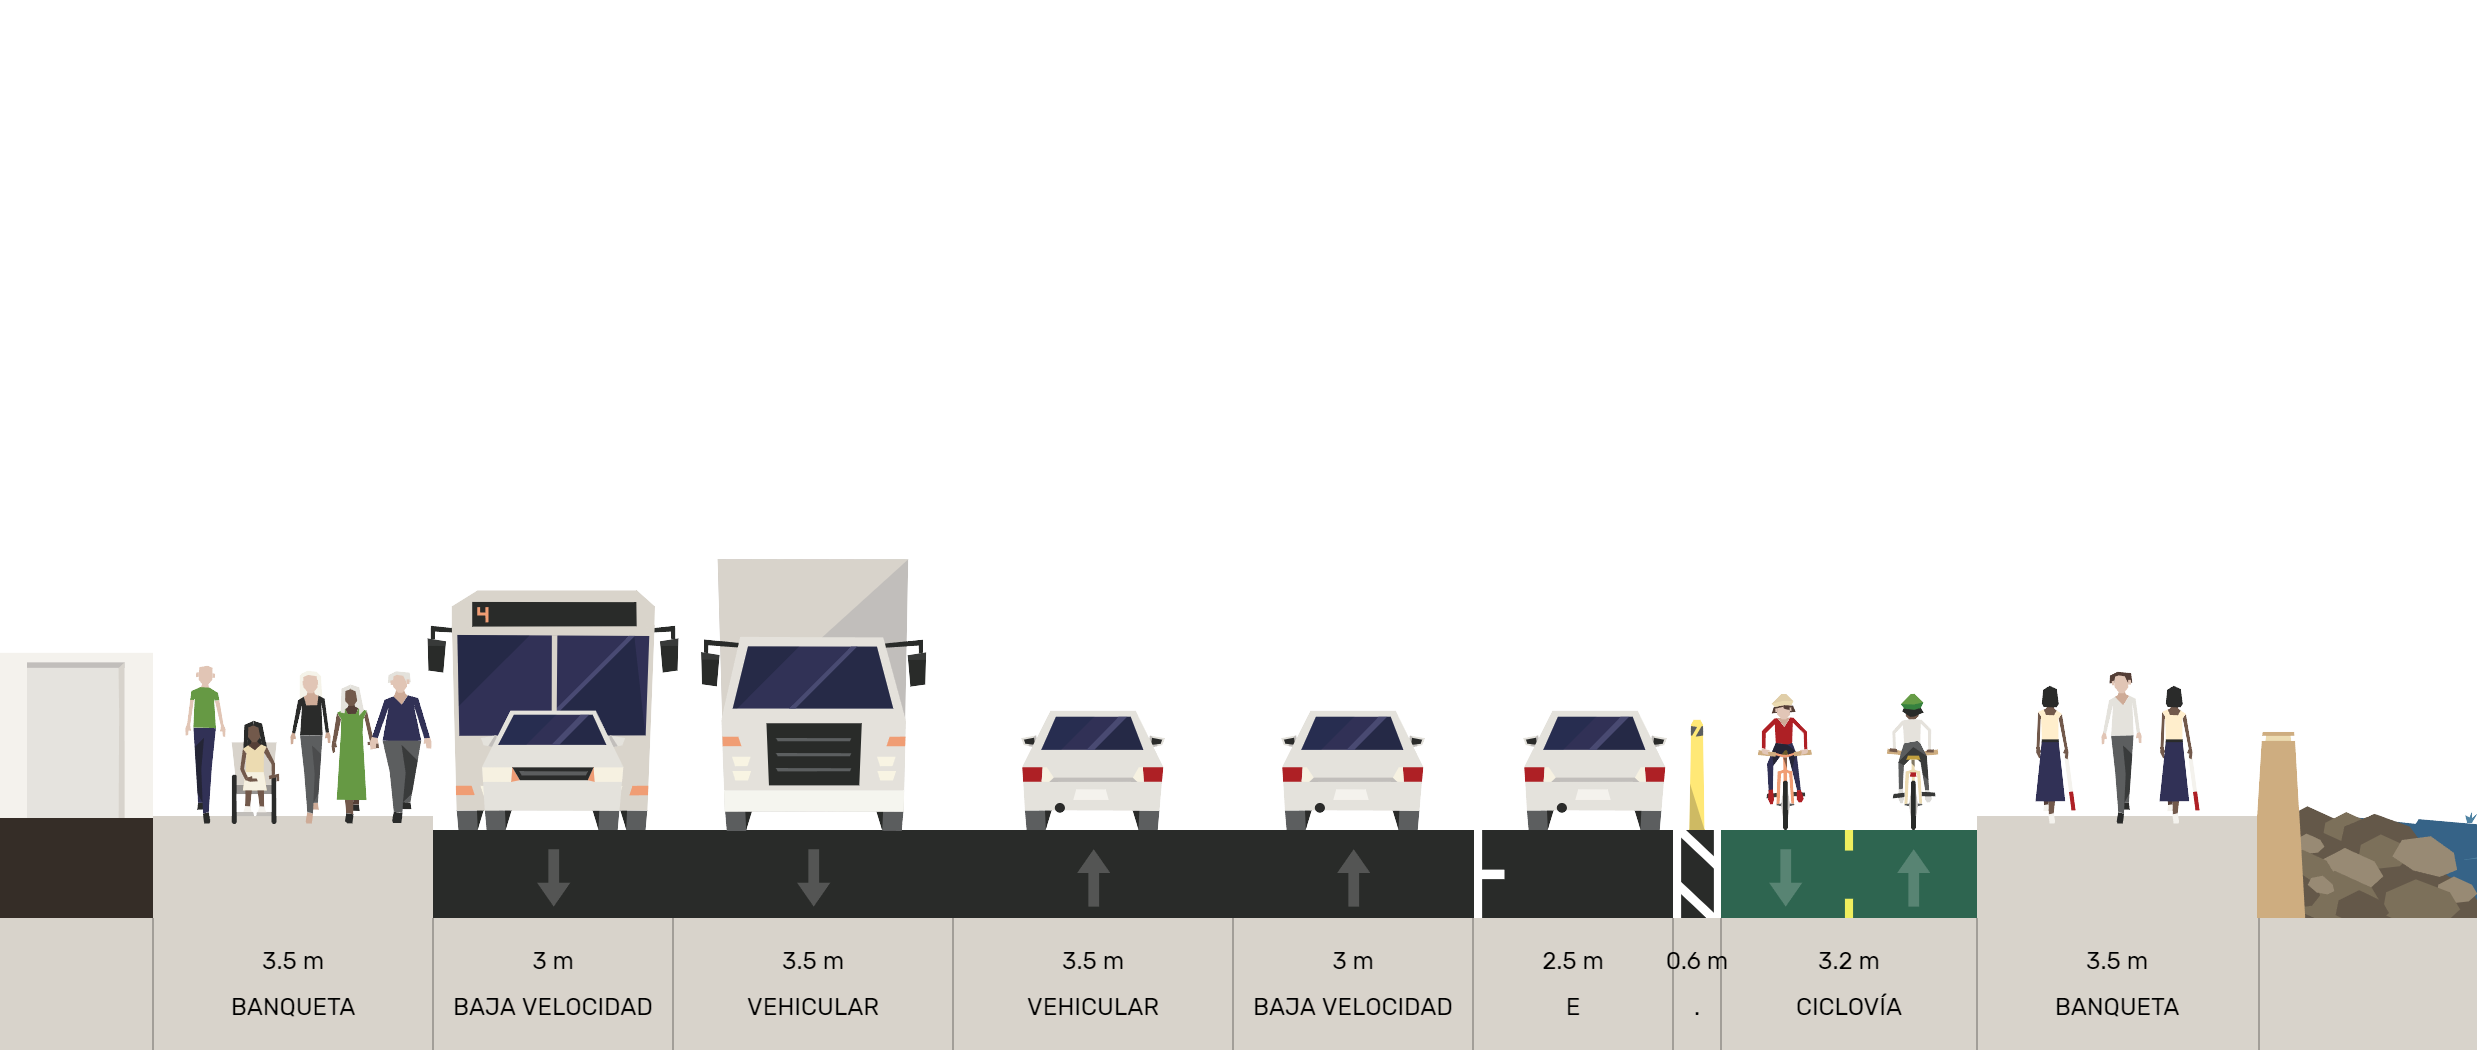 4
3.5 m
BANQUETA
3 m
BAJA VELOCIDAD
3.5 m
VEHICULAR
3.5 m
VEHICULAR
3 m
BAJA VELOCIDAD
2.5 m
E
0.6 m
.
3.2 m
CICLOVÍA
3.5 m
BANQUETA